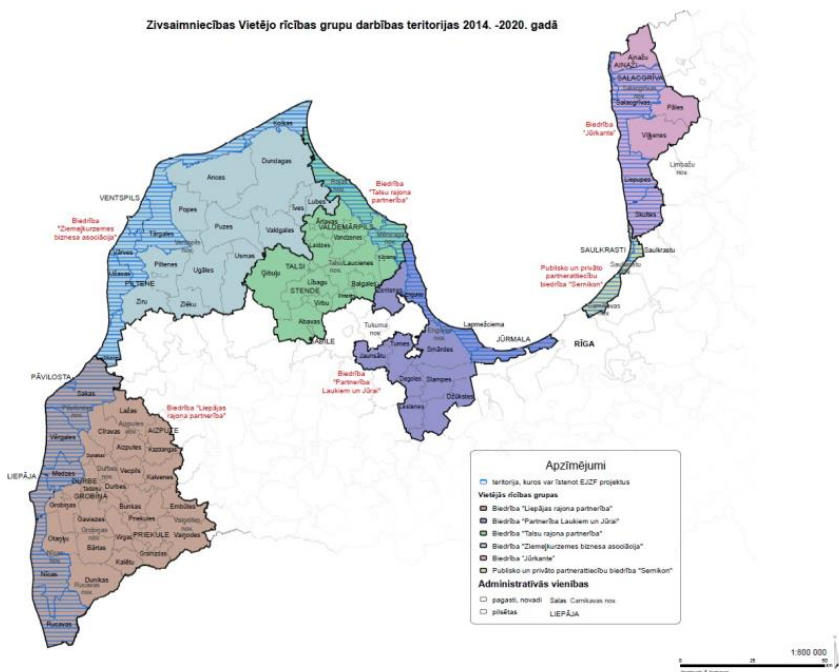 Zivsaimniecības Vietējo rīcības grupu darbības teritorijas 2014. -2020. gadā
Ainažu
AINAŽI
SALACGRĪVA
Salacgrīvas
Pāles
Biedrība
"Jūrkante"
Viļķenes
Limbažu
nov.
Liepupes
Skultes
SAULKRASTI
Saulkrastu
Publisko un privāto
partnerattiecību
biedrība "Sernikon"
Kolkas
Dundagas
Ances
VENTSPILS
Biedrība
"Ziemeļkurzemes
biznesa asociācija"
Popes
Puzes
Īves
Lubes
Valdgales
Tārgales
Vārves
Piltenes
Usmas
Užavas
Ugāles
PILTENE
Ziru
Zlēku
Biedrība
"Talsu rajona
partnerība"
VALDEMĀRPILS
Vandzenes
Laidzes
TALSI
Laucienes
Ģibuļu
Lībagu
STENDE
Balgales
Virbu
Abavas
SABILE
Zentenes
Tukuma
nov.
Lapmežciema
JŪRMALA
RĪGA
Tumes
Smārdes
Jaunsātu
Degoles
Slampes
Džūkstes
Biedrība
"Partnerība
Laukiem un Jūrai"
PĀVILOSTA
Sakas
Biedrība "Liepājas
rajona partnerība"
Lažas
Vērgales
Cīravas
AIZPUTE
Aizputes
Kazdangas
LIEPĀJA
Medzes
Vecpils
DURBE
Kalvenes
Durbes
GROBIŅA
Grobiņas
Bunkas
Embūtes
Gaviezes
Priekules
Otaņķu
Virgas
PRIEKULE
Vaiņodes
Bārtas
Gramzdas
Kalētu
Nīcas
Dunikas
Rucavas
Apzīmējumi
teritorija, kuros var īstenot EJZF projektus
Vietējās rīcības grupas
Biedrība "Liepājas rajona partnerība"
Biedrība "Partnerība Laukiem un Jūrai"
Biedrība "Talsu rajona partnerība"
Biedrība "Ziemeļkurzemes biznesa asociācija"
Biedrība "Jūrkante"
Publisko un privāto partnerattiecību biedrība "Sernikon"
Administratīvās vienības
pagasti, novadi Salas Carnikavas nov.
pilsētas LIEPĀJA
1:800 000